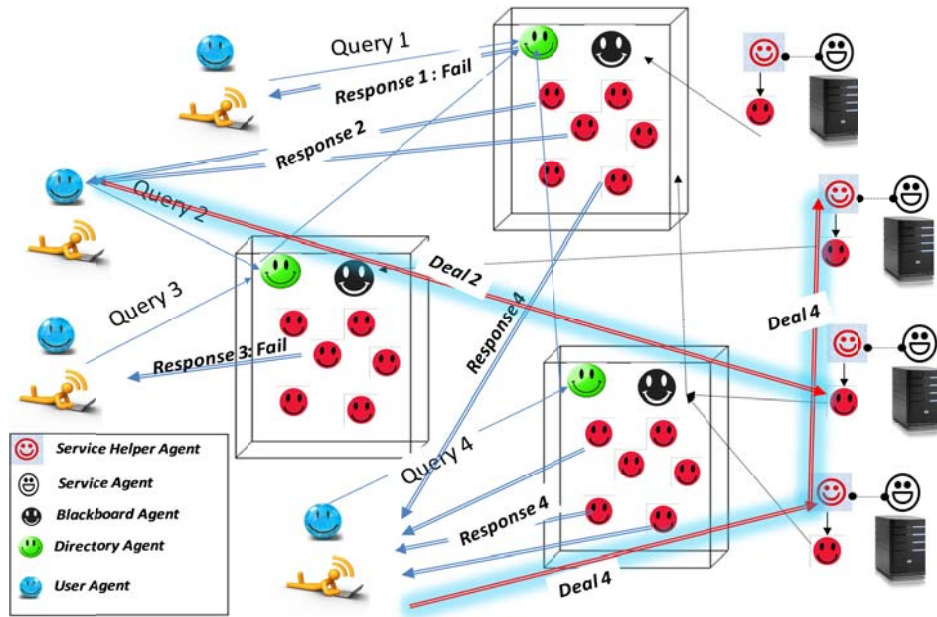 Query 1
Response 1 : Fail
Response 2
Query 2
Deal 2
Query 3
Response 3: Fail
Response 4
Deal 4
Query 4
Response 4
Deal 4
Service Helper Agent
Service Agent
Blackboard Agent
Directory Agent
User Agent